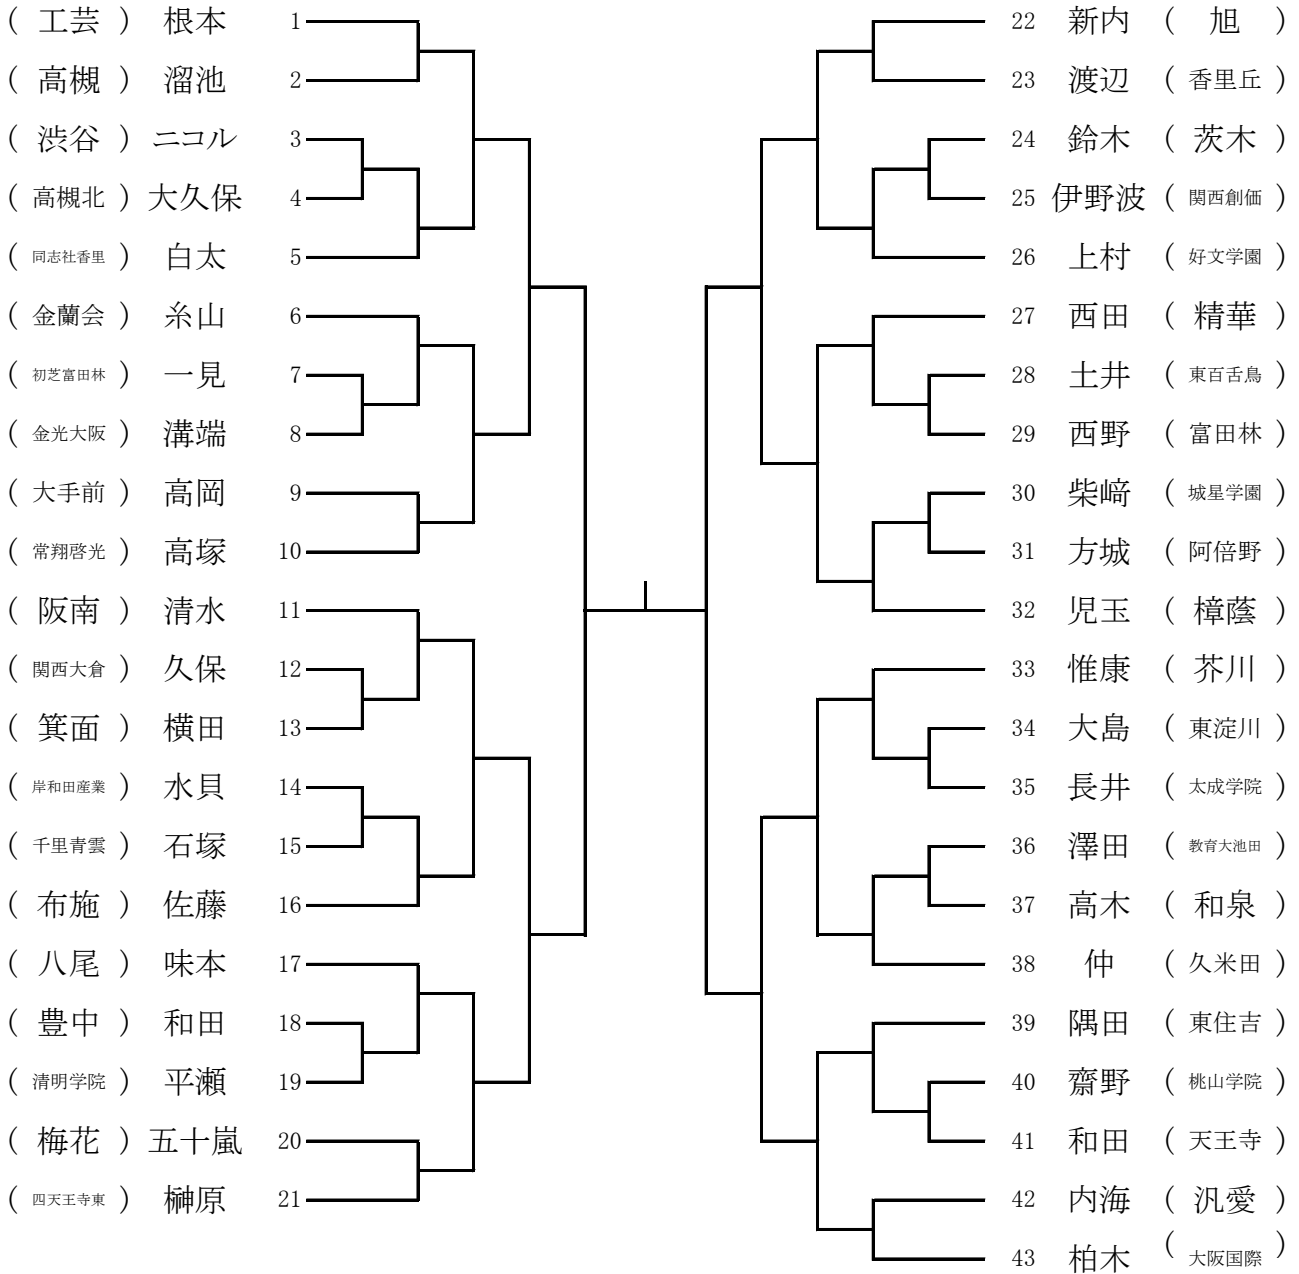 ( 工芸 ) 根本 1
( 高槻 ) 溜池 2
( 渋谷 ) ニコル 3
( 高槻北 ) 大久保 4
( 同志社香里 ) 白太 5
( 金蘭会 ) 糸山 6
( 初芝富田林 ) 一見 7
( 金光大阪 ) 溝端 8
( 大手前 ) 高岡 9
( 常翔啓光 ) 高塚 10
( 阪南 ) 清水 11
( 関西大倉 ) 久保 12
( 箕面 ) 横田 13
( 岸和田産業 ) 水貝 14
( 千里青雲 ) 石塚 15
( 布施 ) 佐藤 16
( 八尾 ) 味本 17
( 豊中 ) 和田 18
( 清明学院 ) 平瀬 19
( 梅花 ) 五十嵐 20
( 四天王寺東 ) 榊原 21
22 新内 ( 旭 )
23 渡辺 ( 香里丘 )
24 鈴木 ( 茨木 )
25 伊野波 ( 関西創価 )
26 上村 ( 好文学園 )
27 西田 ( 精華 )
28 土井 ( 東百舌鳥 )
29 西野 ( 富田林 )
30 柴﨑 ( 城星学園 )
31 方城 ( 阿倍野 )
32 児玉 ( 樟蔭 )
33 惟康 ( 芥川 )
34 大島 ( 東淀川 )
35 長井 ( 太成学院 )
36 澤田 ( 教育大池田 )
37 高木 ( 和泉 )
38 仲 ( 久米田 )
39 隅田 ( 東住吉 )
40 齋野 ( 桃山学院 )
41 和田 ( 天王寺 )
42 内海 ( 汎愛 )
43 柏木 ( 大阪国際 )